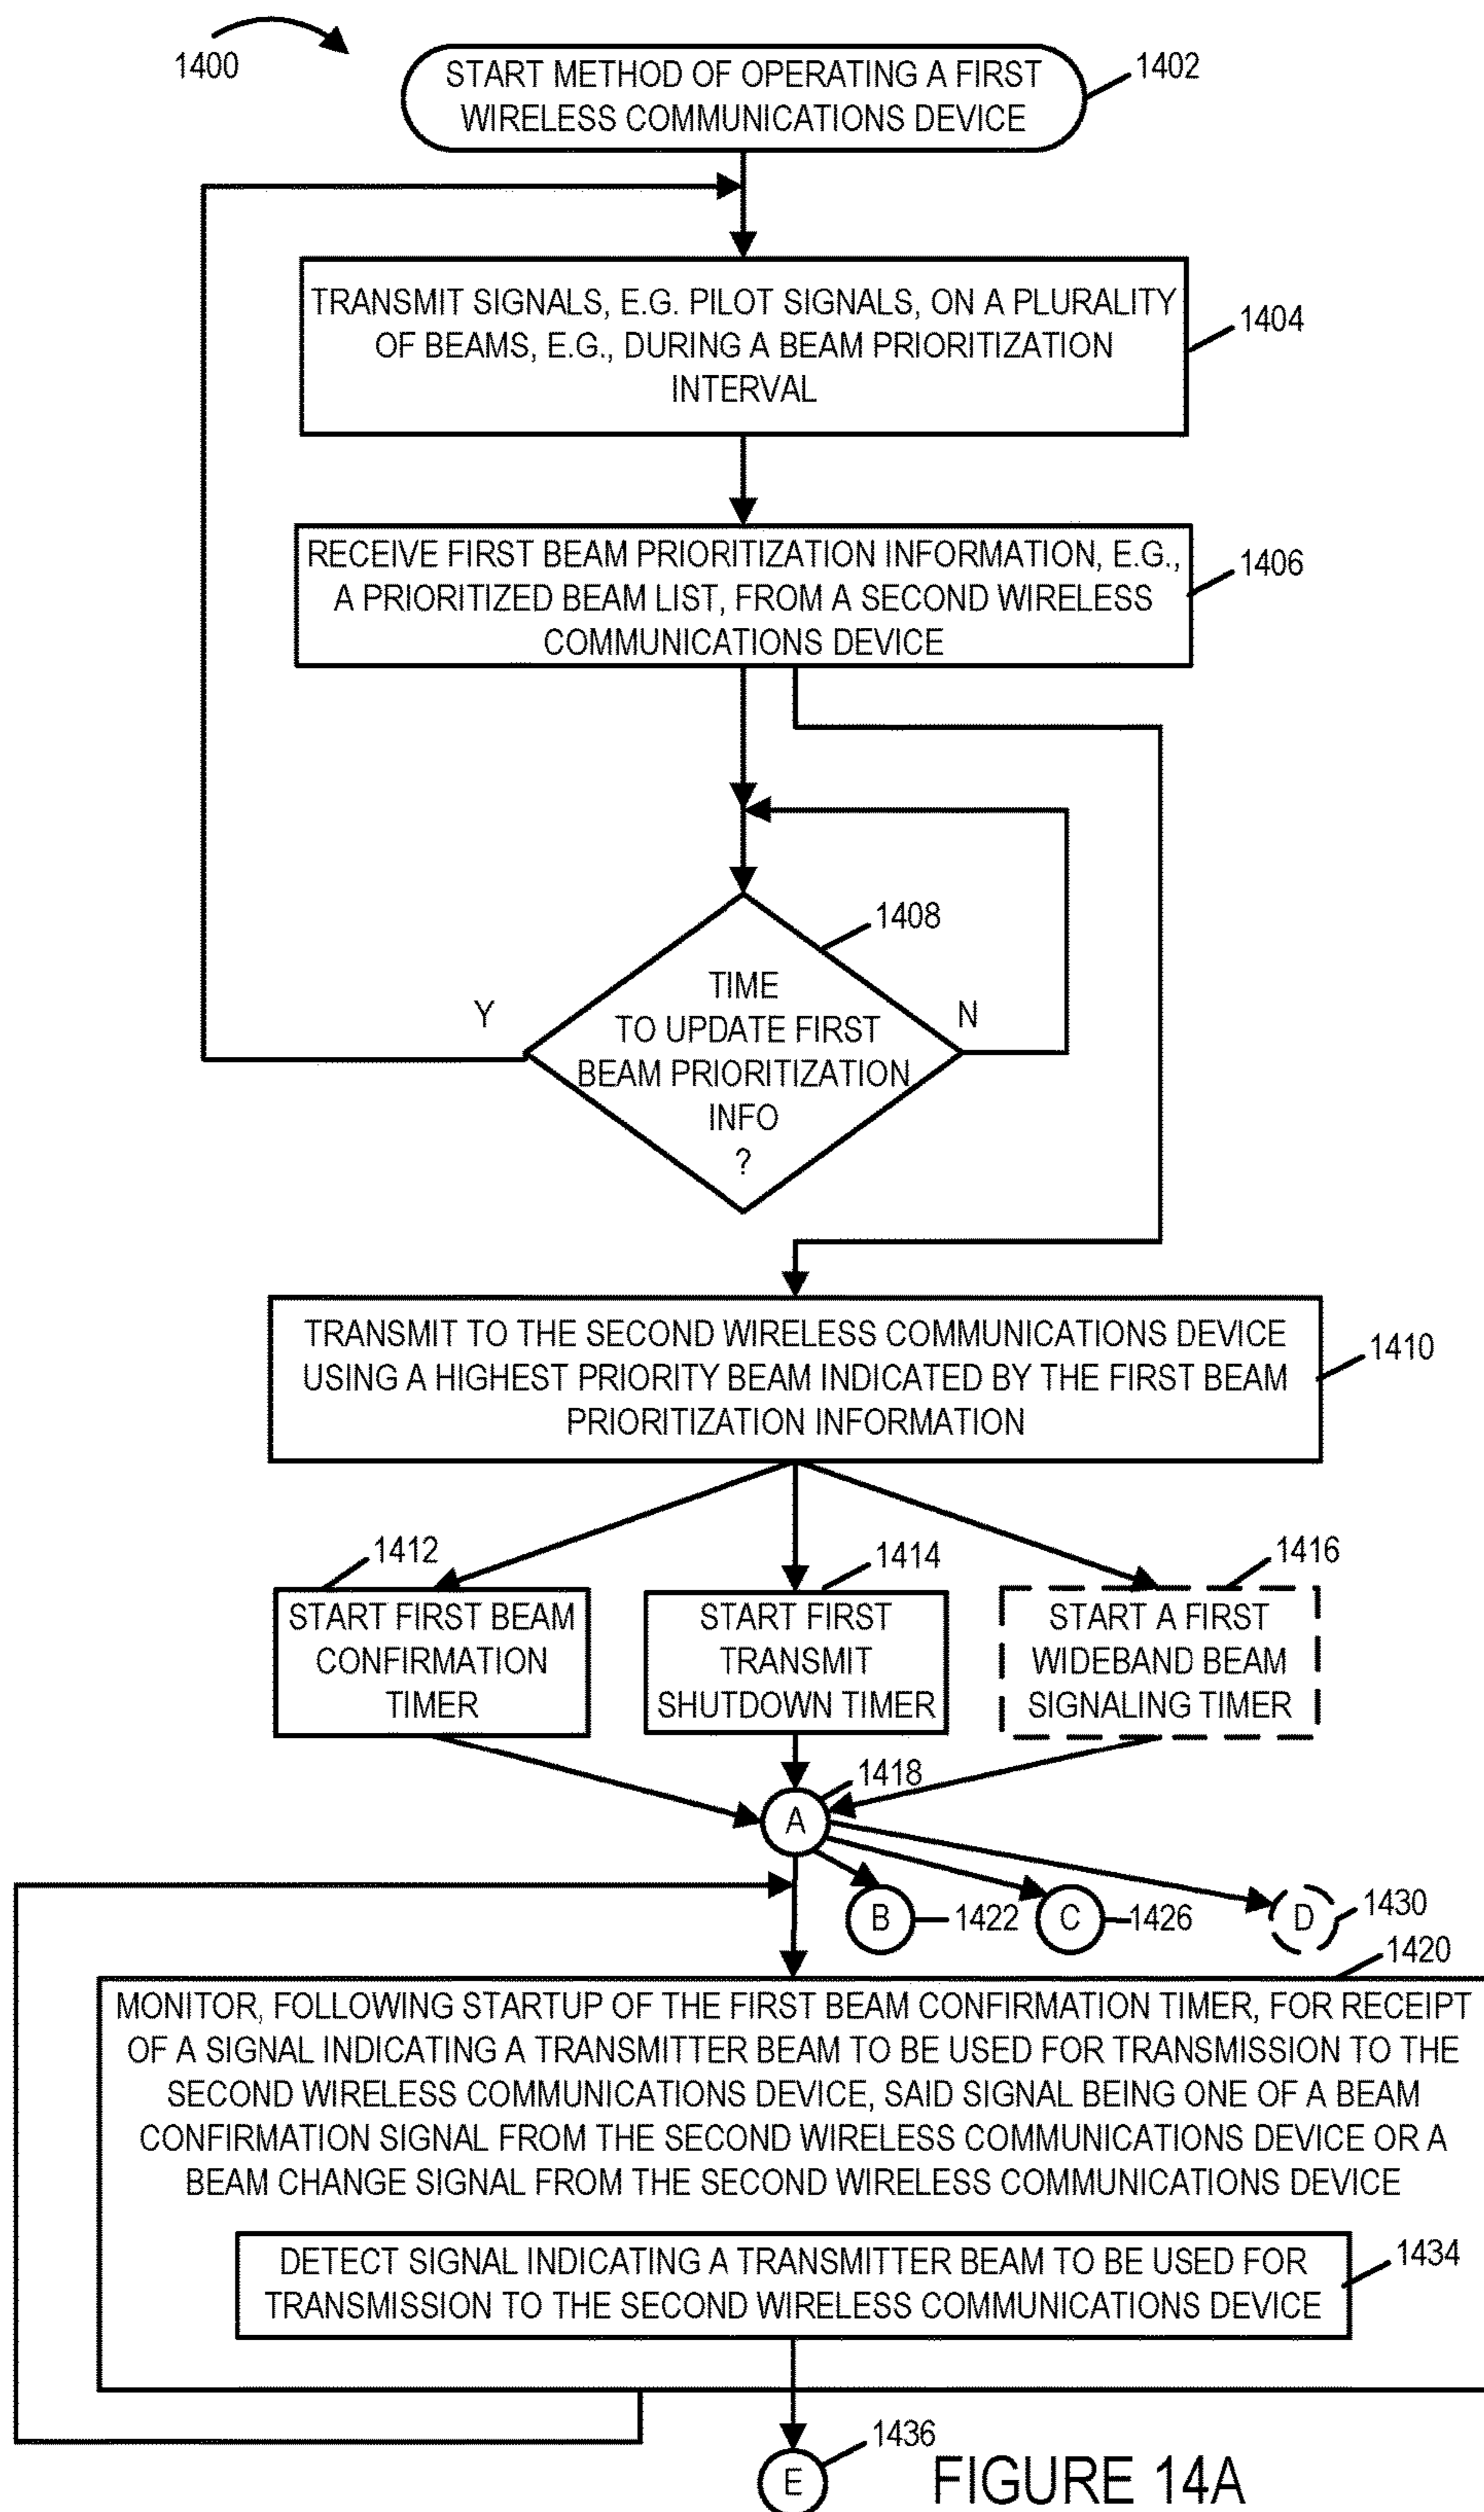 1400
START METHOD OF OPERATING A FIRST
WIRELESS COMMUNICATIONS DEVICE
1402
TRANSMIT SIGNALS, E.G. PILOT SIGNALS, ON A PLURALITY
OF BEAMS, E.G., DURING A BEAM PRIORITIZATION
INTERVAL
1404
RECEIVE FIRST BEAM PRIORITIZATION INFORMATION, E.G.,
A PRIORITIZED BEAM LIST, FROM A SECOND WIRELESS
COMMUNICATIONS DEVICE
1406
1408
TIME
TO UPDATE FIRST
BEAM PRIORITIZATION
INFO
?
Y
N
TRANSMIT TO THE SECOND WIRELESS COMMUNICATIONS DEVICE
USING A HIGHEST PRIORITY BEAM INDICATED BY THE FIRST BEAM
PRIORITIZATION INFORMATION
1410
1412
START FIRST BEAM
CONFIRMATION
TIMER
1414
START FIRST
TRANSMIT
SHUTDOWN TIMER
1416
START A FIRST
WIDEBAND BEAM
SIGNALING TIMER
1418
A
B
1422
C
1426
D
1430
1420
MONITOR, FOLLOWING STARTUP OF THE FIRST BEAM CONFIRMATION TIMER, FOR RECEIPT
OF A SIGNAL INDICATING A TRANSMITTER BEAM TO BE USED FOR TRANSMISSION TO THE
SECOND WIRELESS COMMUNICATIONS DEVICE, SAID SIGNAL BEING ONE OF A BEAM
CONFIRMATION SIGNAL FROM THE SECOND WIRELESS COMMUNICATIONS DEVICE OR A
BEAM CHANGE SIGNAL FROM THE SECOND WIRELESS COMMUNICATIONS DEVICE
DETECT SIGNAL INDICATING A TRANSMITTER BEAM TO BE USED FOR
TRANSMISSION TO THE SECOND WIRELESS COMMUNICATIONS DEVICE
1434
1436
E
FIGURE 14A